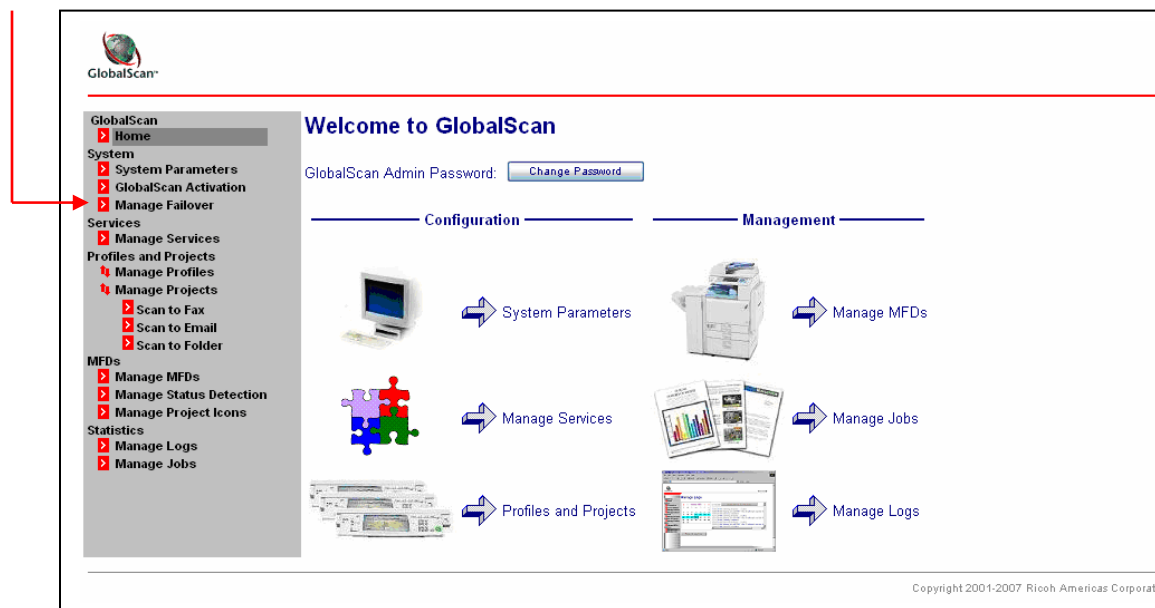 GlobalScan™
GlobalScan
Home
System
System Parameters
GlobalScan Activation
Manage Failover
Services
Manage Services
Profiles and Projects
Manage Profiles
Manage Projects
Scan to Fax
Scan to Email
Scan to Folder
MFDs
Manage MFDs
Manage Status Detection
Manage Project Icons
Statistics
Manage Logs
Manage Jobs
Welcome to GlobalScan
GlobalScan Admin Password: Change Password
Configuration
System Parameters
Manage Services
Profiles and Projects
Management
Manage MFDs
Manage Jobs
Manage Logs
Copyright 2001-2007 Ricoh Americas Corporat